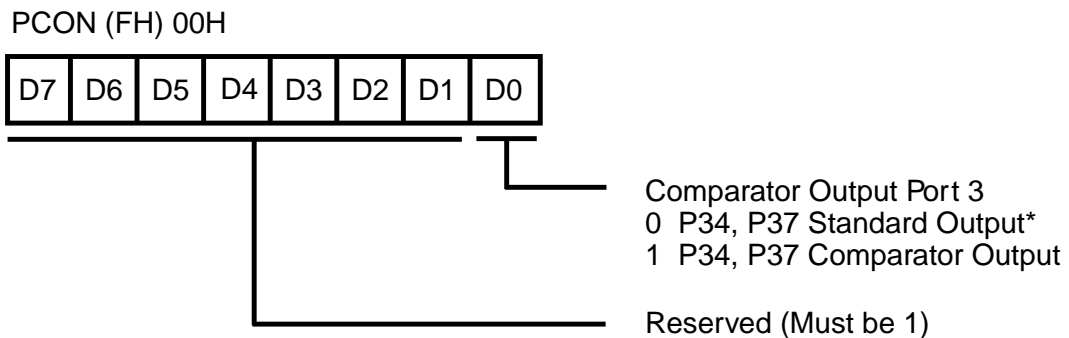 PCON (FH) 00H
D7 D6 D5 D4 D3 D2 D1 D0
Comparator Output Port 3
0 P34, P37 Standard Output*
1 P34, P37 Comparator Output
Reserved (Must be 1)